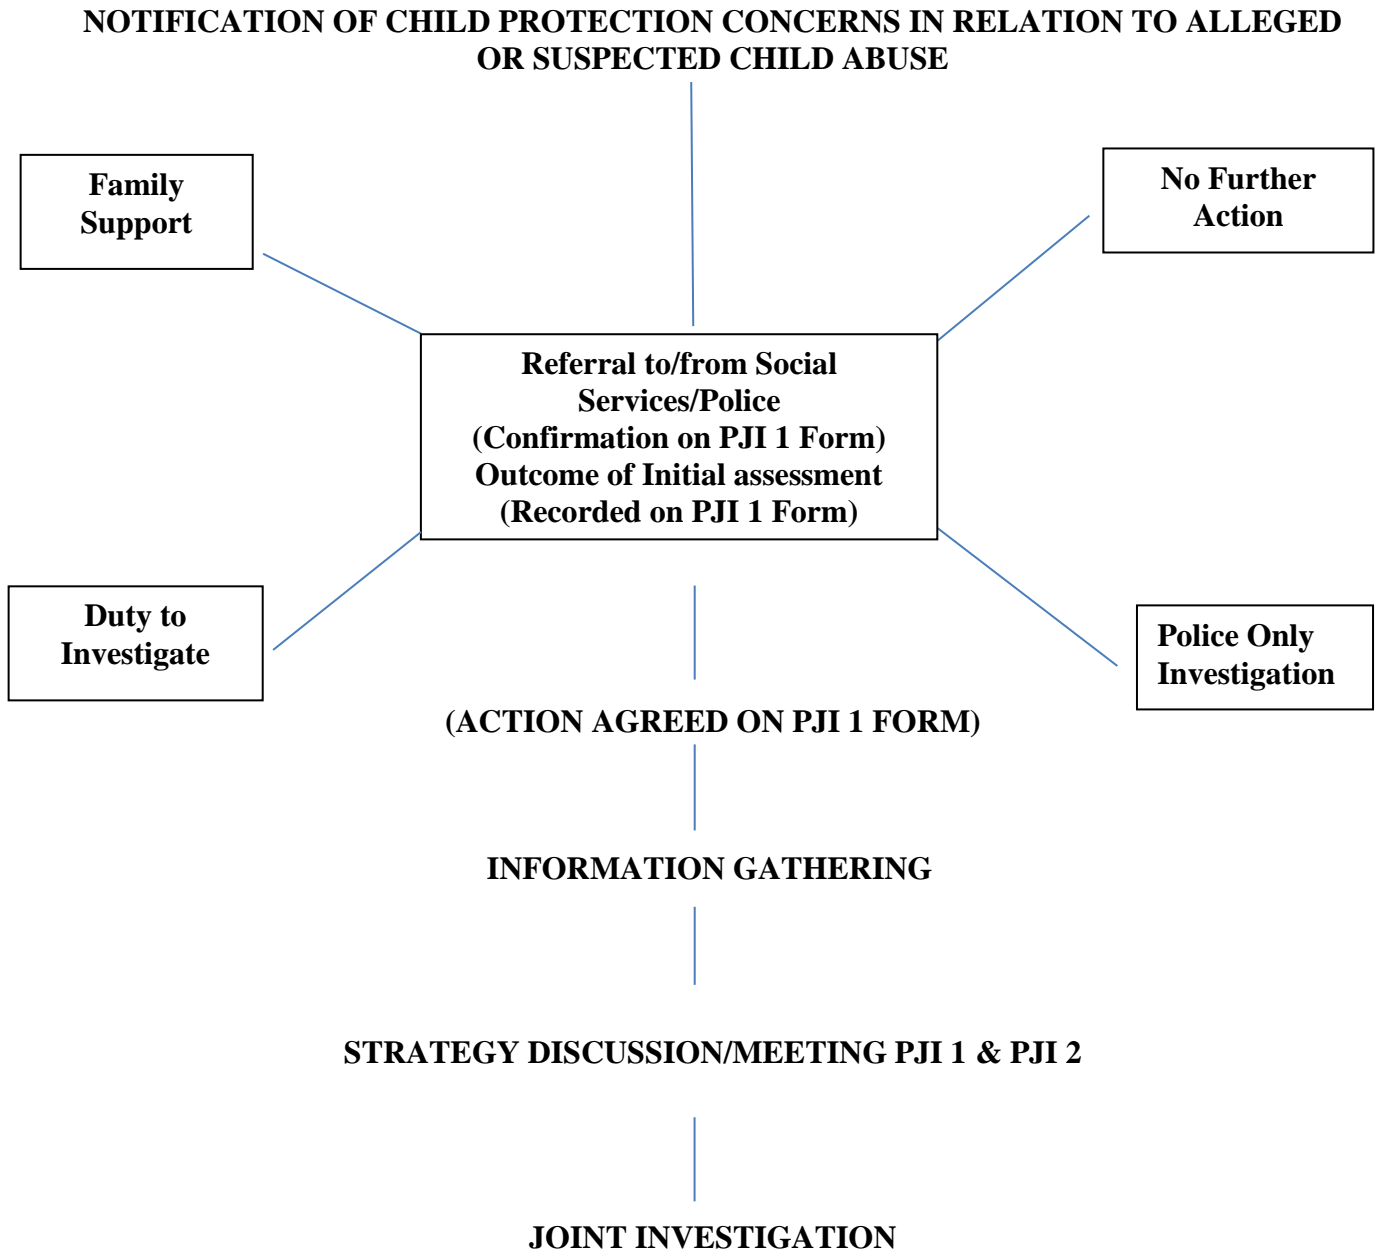 NOTIFICATION OF CHILD PROTECTION CONCERNS IN RELATION TO ALLEGED
OR SUSPECTED CHILD ABUSE
Family
Support
No Further
Action
Referral to/from Social
Services/Police
(Confirmation on PJI 1 Form)
Outcome of Initial assessment
(Recorded on PJI 1 Form)
Duty to
Investigate
Police Only
Investigation
(ACTION AGREED ON PJI 1 FORM)
INFORMATION GATHERING
STRATEGY DISCUSSION/MEETING PJI 1 & PJI 2
JOINT INVESTIGATION